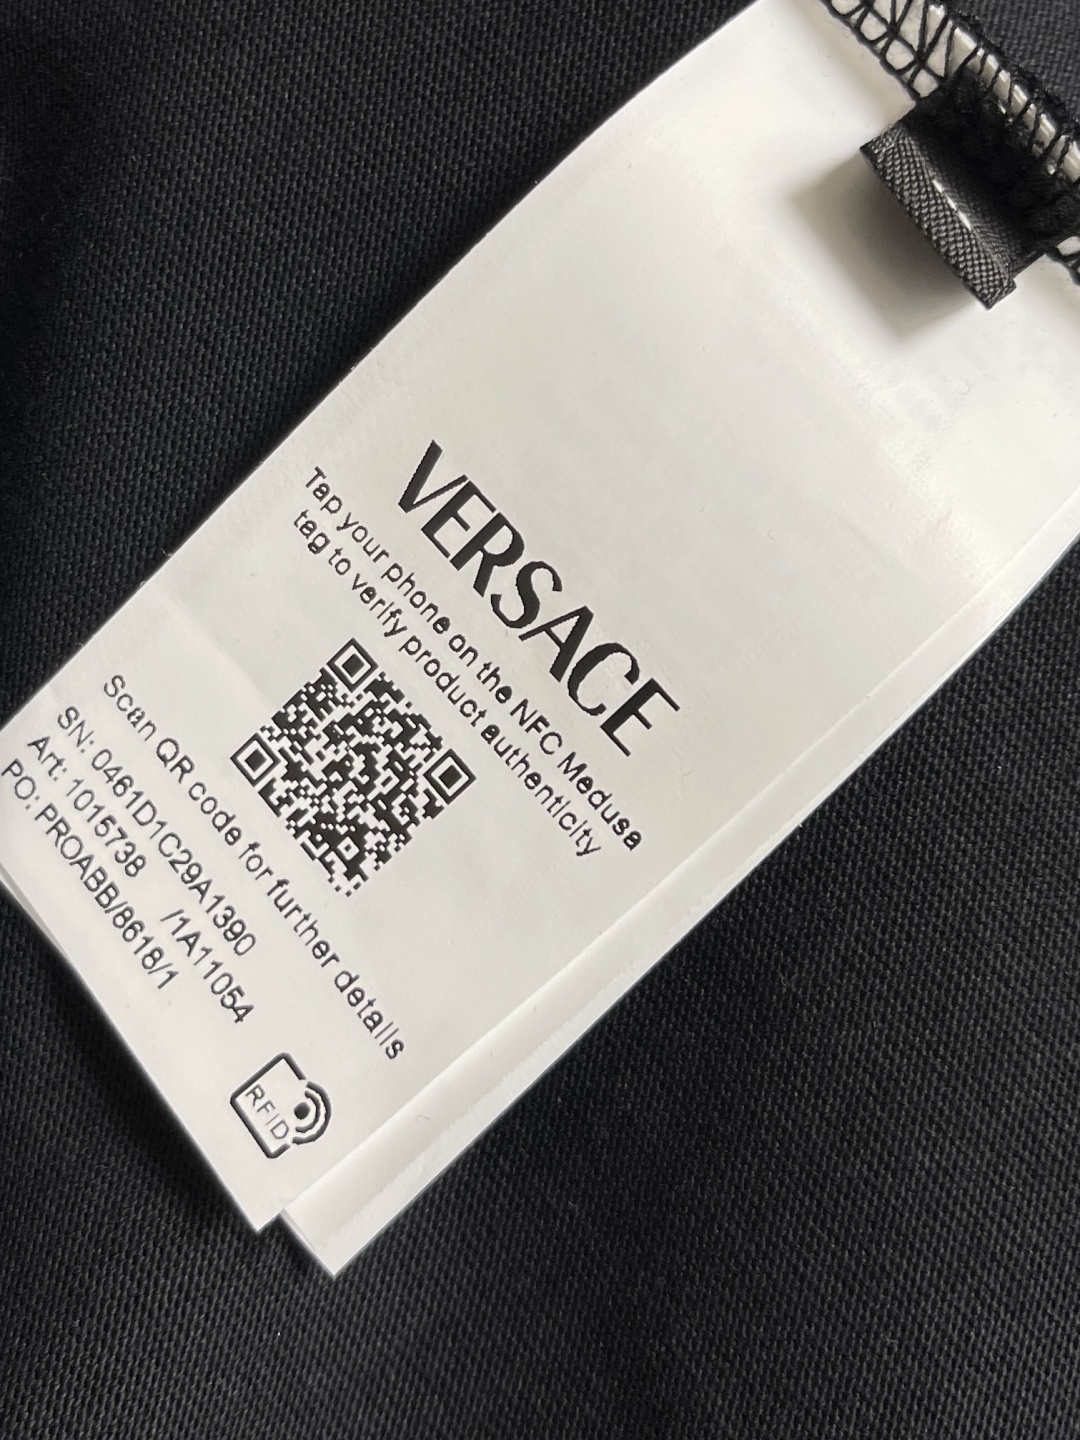 VERSACE
Tap your phone on the NFC Medusa
tag to verify product authenticity
Scan QR code for further details
SN: 0461D1C29A1390
Art: 1015738 /1A11054
PO: PROABB/8618/1
RFID